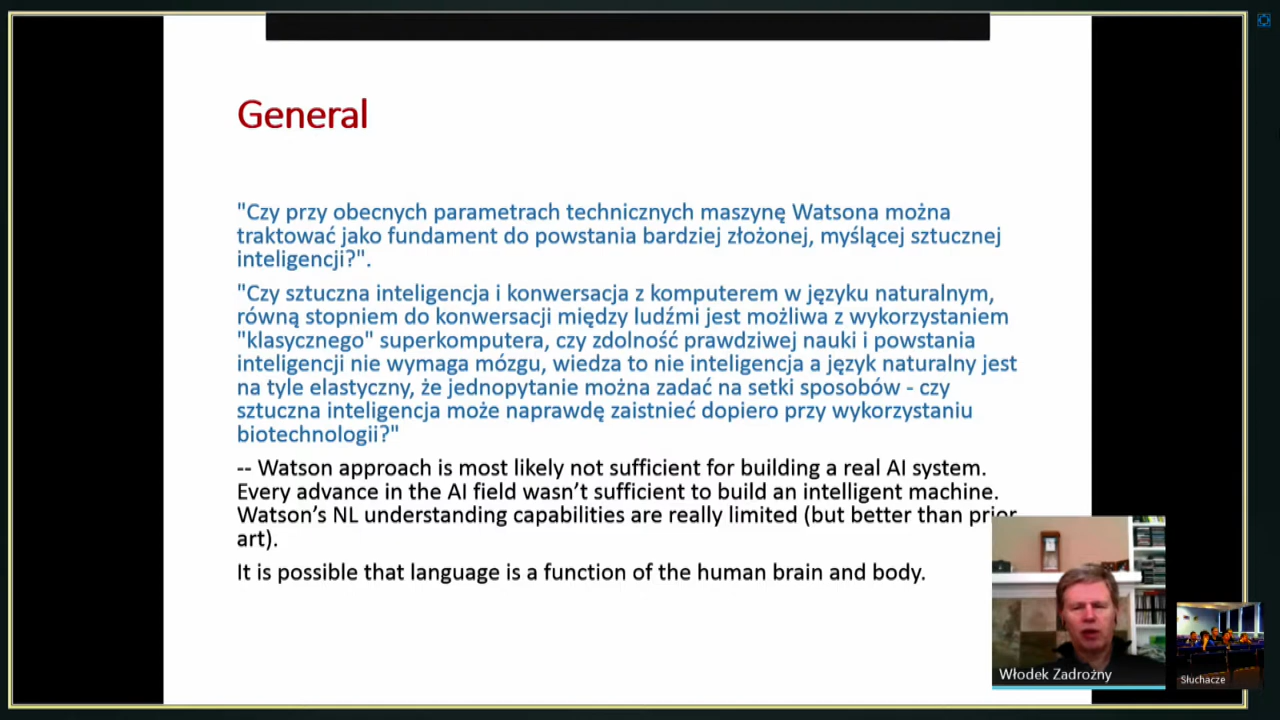 General
"Czy przy obecnych parametrach technicznych maszynę Watsona można
traktować jako fundament do powstania bardziej złożonej, myślącej sztucznej
inteligencji?".
"Czy sztuczna inteligencja i konwersacja z komputerem w języku naturalnym,
równą stopniem do konwersacji między ludźmi jest możliwa z wykorzystaniem
"klasycznego" superkomputera, czy zdolność prawdziwej nauki i powstania
inteligencji nie wymaga mózgu, wiedza to nie inteligencja a język naturalny jest
na tyle elastyczny, że jednopytanie można zadać na setki sposobów - czy
sztuczna inteligencja może naprawdę zaistnieć dopiero przy wykorzystaniu
biotechnologii?"
-- Watson approach is most likely not sufficient for building a real AI system.
Every advance in the AI field wasn't sufficient to build an intelligent machine.
Watson's NL understanding capabilities are really limited (but better than prior
art).
It is possible that language is a function of the human brain and body.
Włodek Zadrożny
Słuchacze